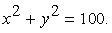 x² + y² = 100.